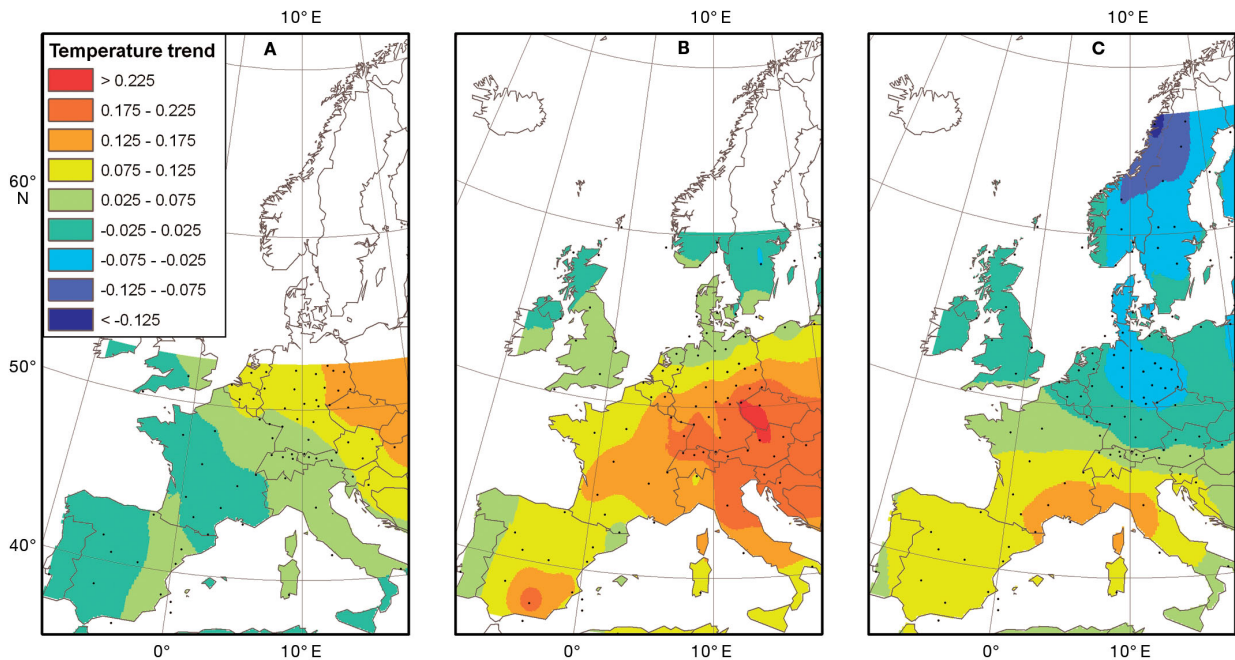 10° E
10° E
Temperature trend
A
B
C
> 0.225
0.175 - 0.225
0.125 - 0.175
0.075 - 0.125
0.025 - 0.075
-0.025 - 0.025
-0.075 - -0.025
-0.125 - -0.075
< -0.125
60°
N
50°
40°
0°
10° E
0°
10° E
0°
10° E